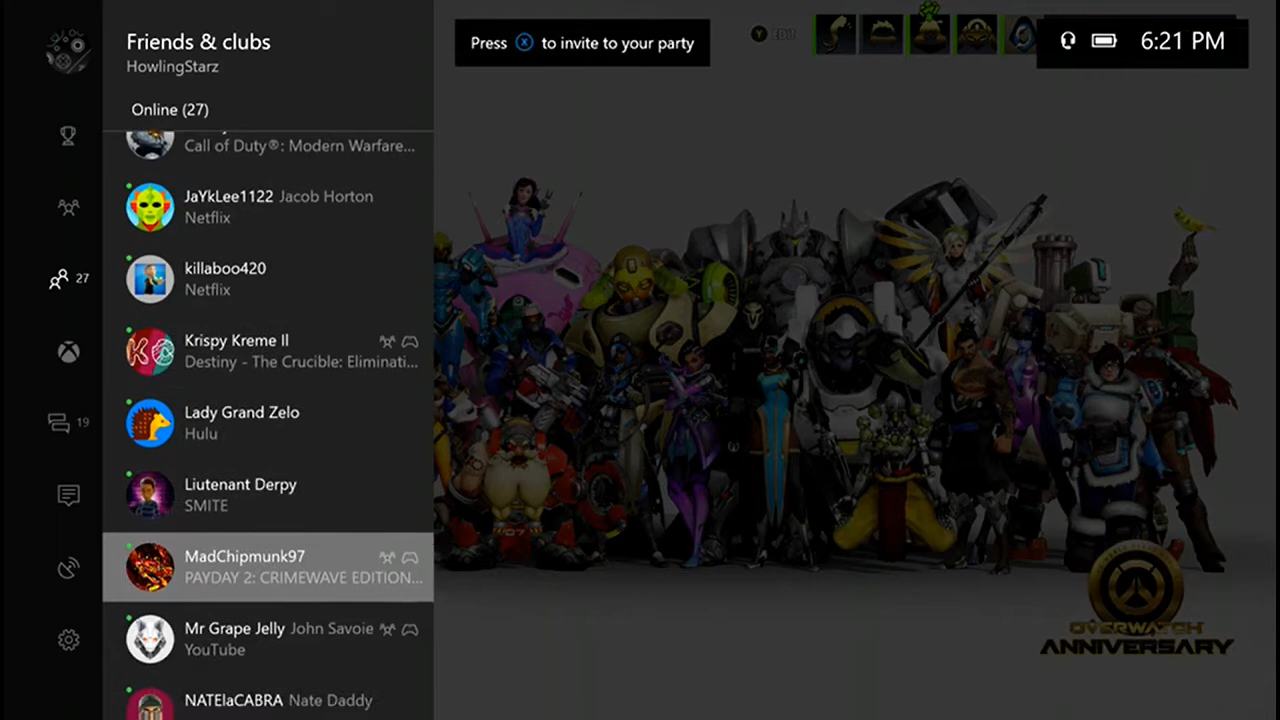 Friends & clubs
HowlingStarz
Online (27)
Call of Duty®: Modern Warfare...
JaYkLee1122 Jacob Horton
Netflix
killaboo420
Netflix
27
Krispy Kreme ll
Destiny - The Crucible: Eliminati...
Lady Grand Zelo
Hulu
19
Liutenant Derpy
SMITE
MadChipmunk97
PAYDAY 2: CRIMEWAVE EDITION...
Mr Grape Jelly John Savoie
YouTube
NATElaCABRA Nate Daddy
Press X to invite to your party
Y EDIT
6:21 PM
OVERWATCH
ANNIVERSARY